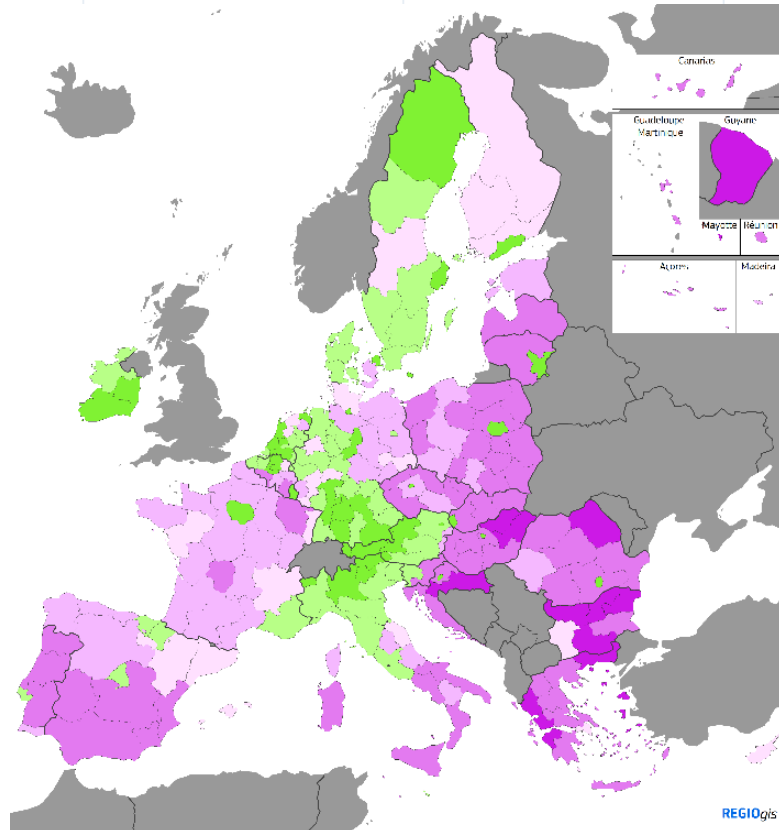 Canarias
Guadeloupe
Martinique
Guyane
Mayotte
Réunion
Açores
Madeira
REGIOgis